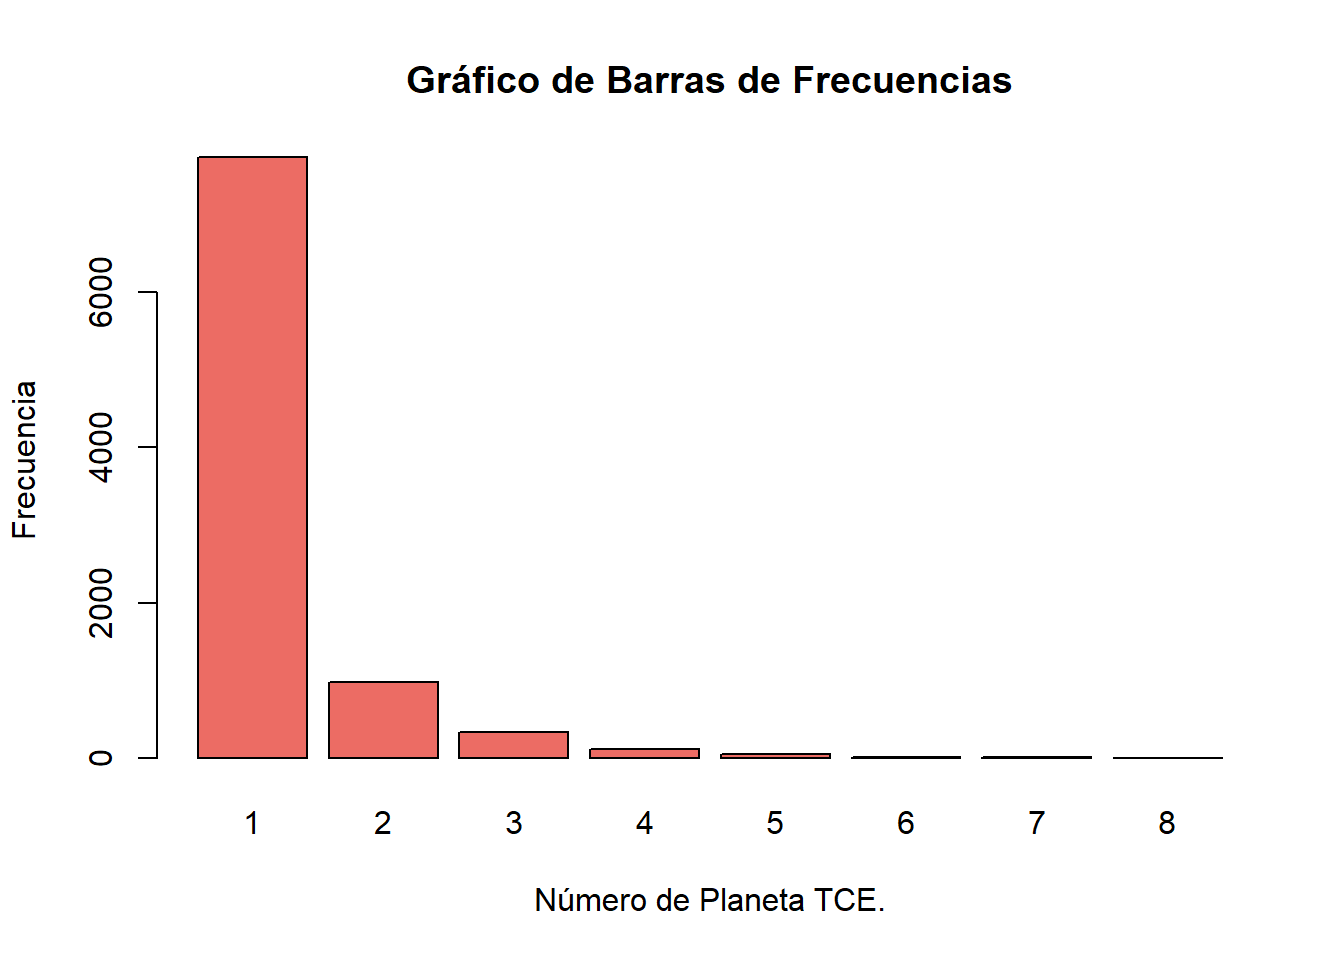 Gráfico de Barras de Frecuencias
Frecuencia
6000
4000
2000
0
1 2 3 4 5 6 7 8
Número de Planeta TCE.